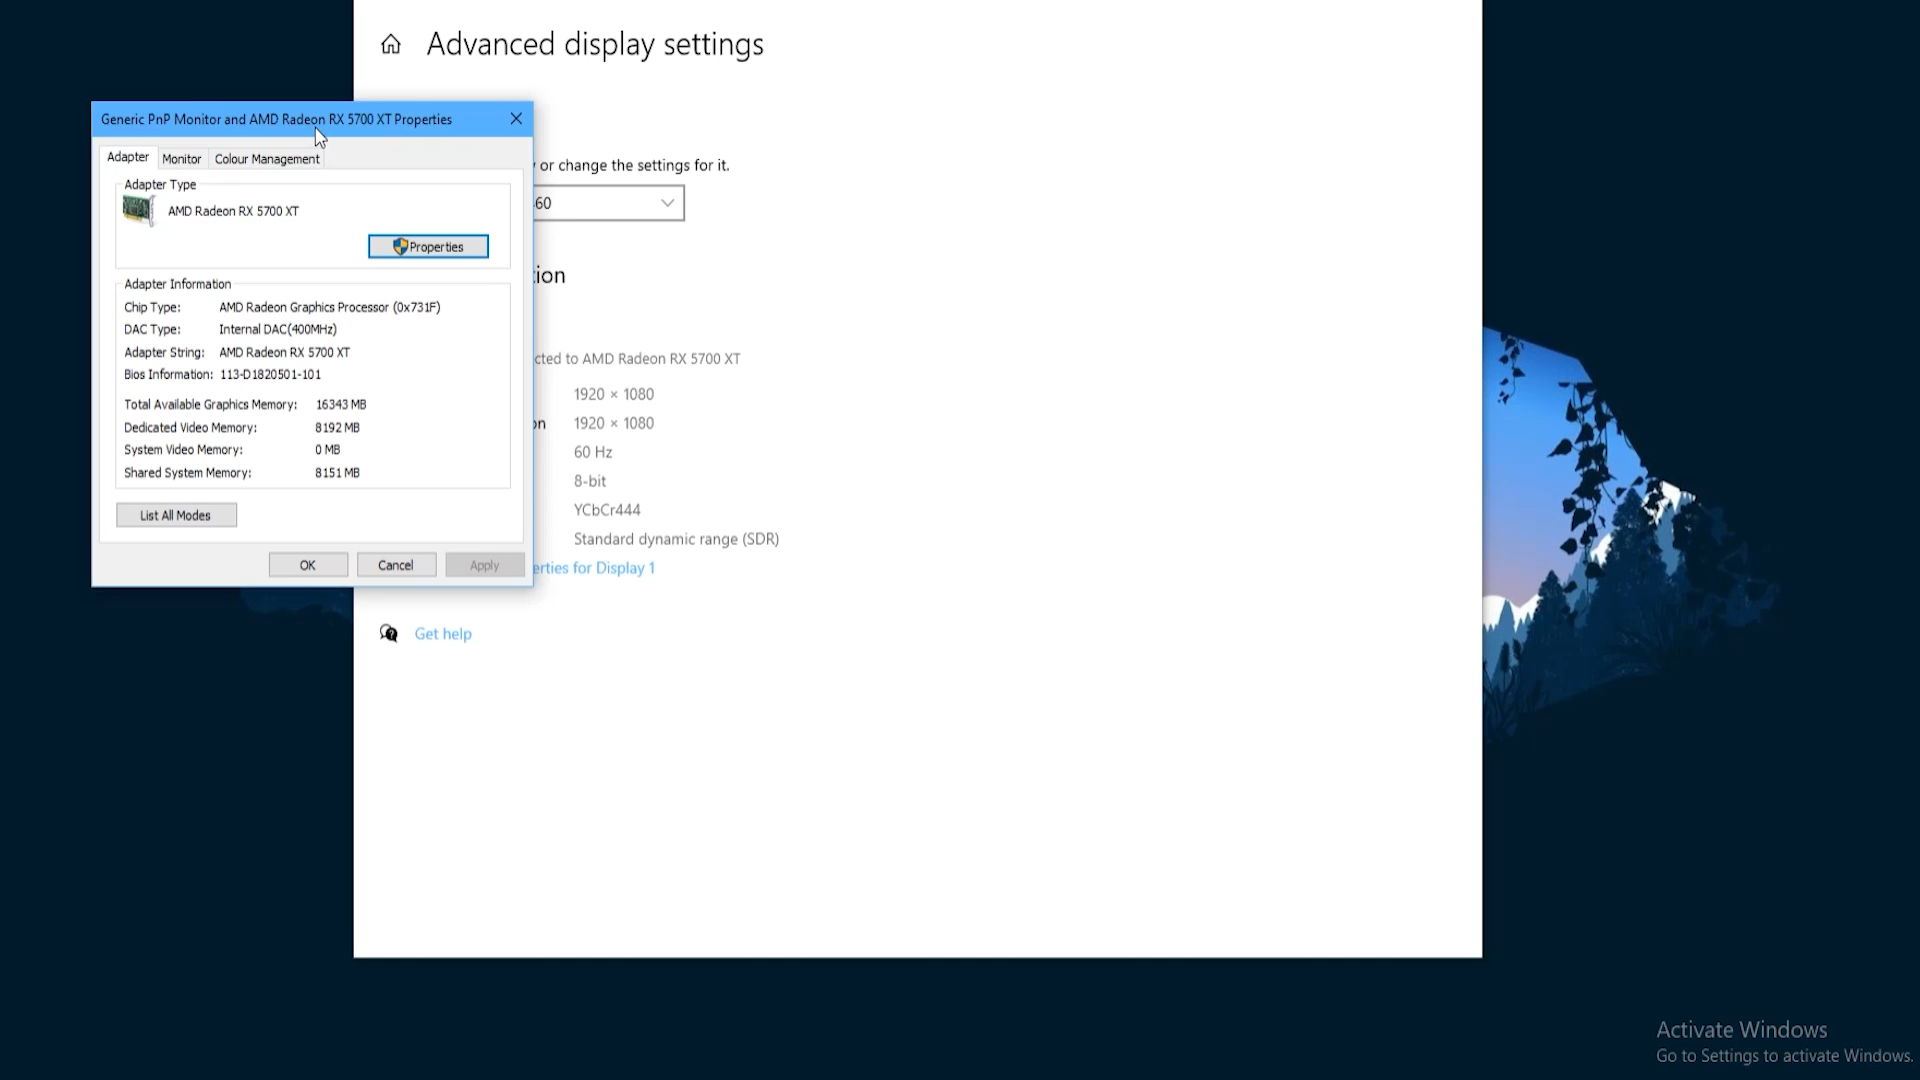 Advanced display settings
Generic PnP Monitor and AMD Radeon RX 5700 XT Properties
Adapter
Monitor
Colour Management
or change the settings for it.
Adapter Type
AMD Radeon RX 5700 XT
60
Properties
tion
Adapter Information
Chip Type: AMD Radeon Graphics Processor (0x731F)
DAC Type: Internal DAC(400MHz)
Adapter String: AMD Radeon RX 5700 XT
Bios Information: 113-D1820501-101
Total Available Graphics Memory: 16343 MB
Dedicated Video Memory: 8192 MB
System Video Memory: 0 MB
Shared System Memory: 8151 MB
List All Modes
OK
Cancel
Apply
cted to AMD Radeon RX 5700 XT
1920 × 1080
on 1920 × 1080
60 Hz
8-bit
YCbCr444
Standard dynamic range (SDR)
erties for Display 1
Get help
Activate Windows
Go to Settings to activate Windows.